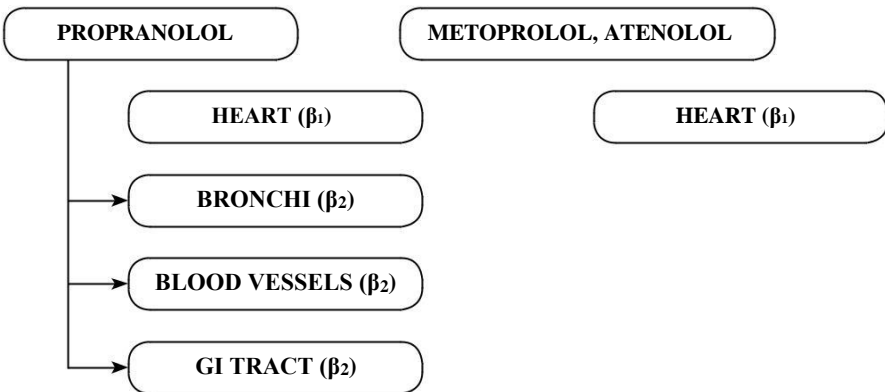 PROPRANOLOL
METOPROLOL, ATENOLOL
HEART (β₁)
HEART (β₁)
BRONCHI (β₂)
BLOOD VESSELS (β₂)
GI TRACT (β₂)